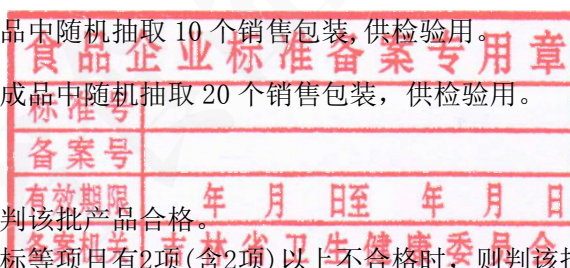 品中随机抽取 10 个销售包装,供检验用。
食品企业标准备案专用章
成品中随机抽取 20 个销售包装，供检验用。
标准号
备案号
有效期限 年 月 日至 年 月 日
判该批产品合格。
备案机关 吉林省卫生健康委员会
标等项目有2项(含2项)以上不合格时，则判该批